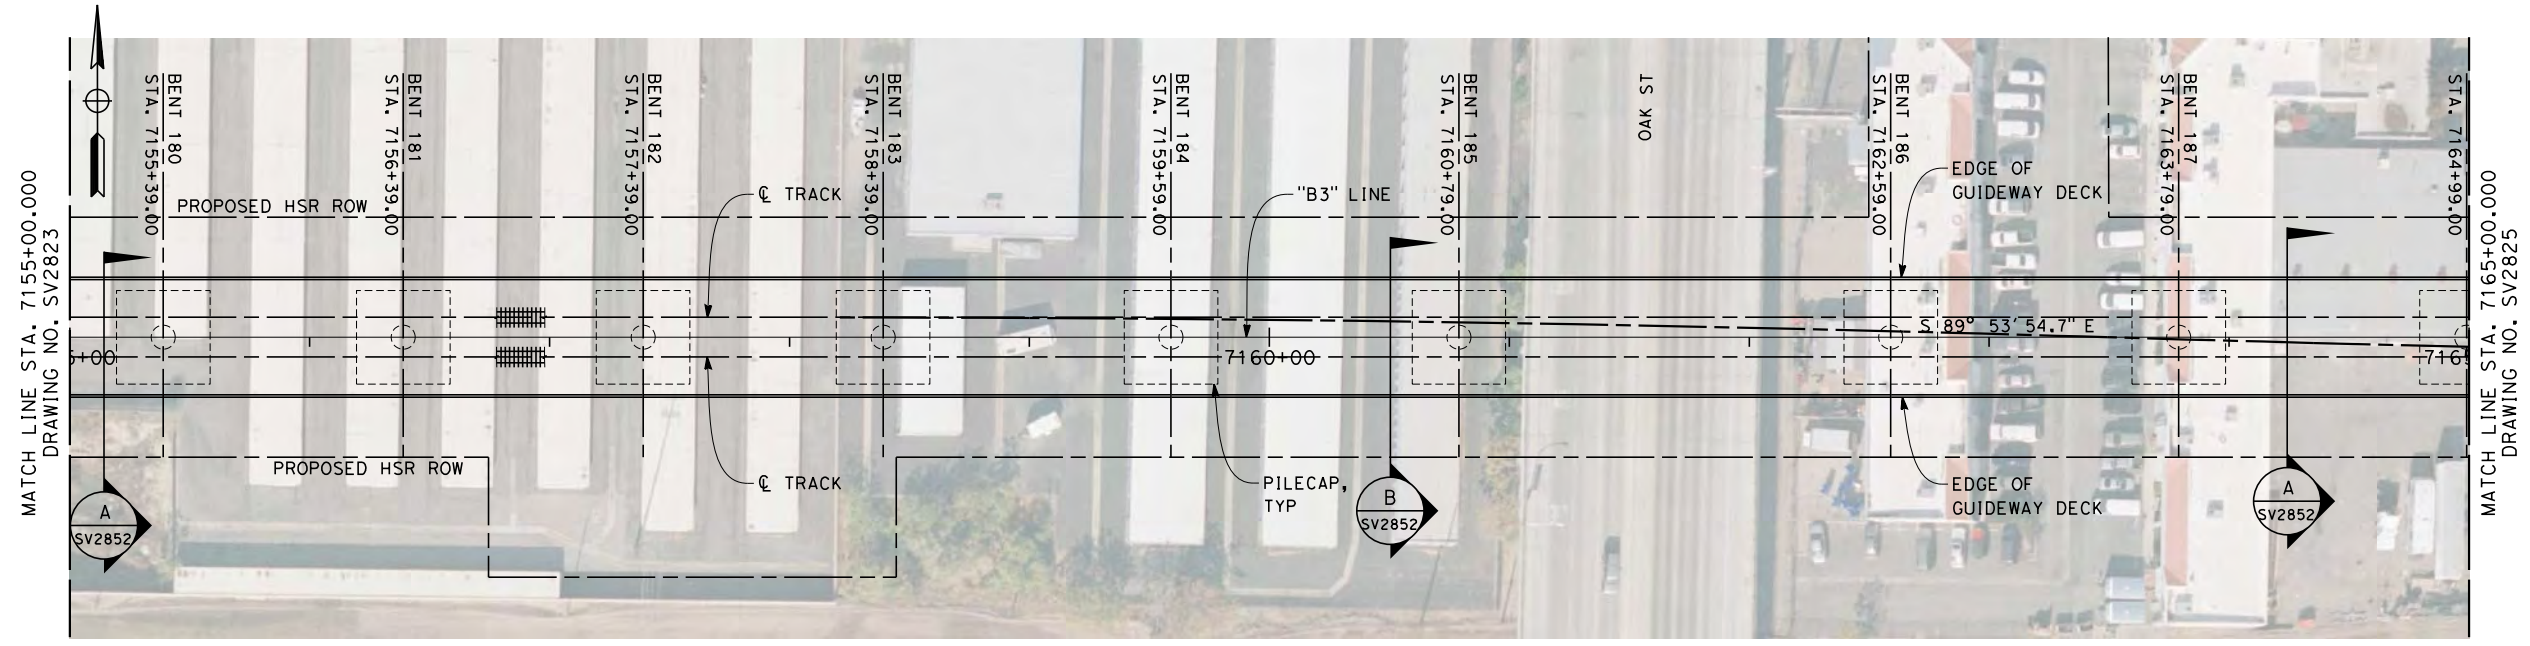 MATCH LINE STA. 7155+00.000
DRAWING NO. SV2823
BENT 180
STA. 7155+39.00
BENT 181
STA. 7156+39.00
BENT 182
STA. 7157+39.00
BENT 183
STA. 7158+39.00
BENT 184
STA. 7159+59.00
BENT 185
STA. 7160+79.00
OAK ST
BENT 186
STA. 7162+59.00
BENT 187
STA. 7163+79.00
STA. 7164+99.00
PROPOSED HSR ROW
℄ TRACK
"B3" LINE
EDGE OF
GUIDEWAY DECK
S 89° 53' 54.7" E
5+00
7160+00
716
PROPOSED HSR ROW
℄ TRACK
PILECAP,
TYP
EDGE OF
GUIDEWAY DECK
A
SV2852
B
SV2852
A
SV2852
MATCH LINE STA. 7165+00.000
DRAWING NO. SV2825